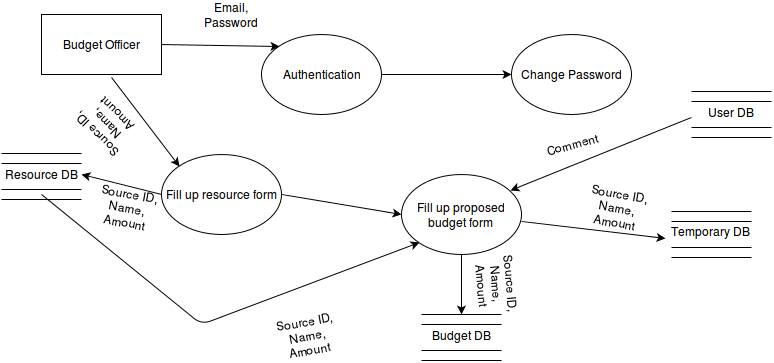 Email,
Password
Budget Officer
Authentication
Change Password
User DB
Source ID,
Name,
Amount
Comment
Resource DB
Fill up resource form
Source ID,
Name,
Amount
Fill up proposed
budget form
Source ID,
Name,
Amount
Temporary DB
Source ID,
Name,
Amount
Source ID,
Name,
Amount
Budget DB